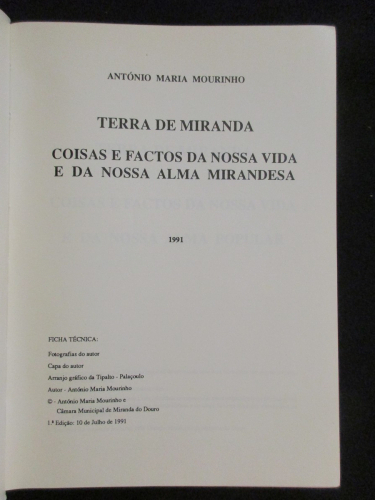 ANTÓNIO MARIA MOURINHO
TERRA DE MIRANDA
COISAS E FACTOS DA NOSSA VIDA
E DA NOSSA ALMA MIRANDESA
1991
FICHA TÉCNICA:
Fotografias do autor
Capa do autor
Arranjo gráfico da Tipalto - Palaçoulo
Autor - António Maria Mourinho
© - António Maria Mourinho e
Câmara Municipal de Miranda do Douro
1.ª Edição: 10 de Julho de 1991